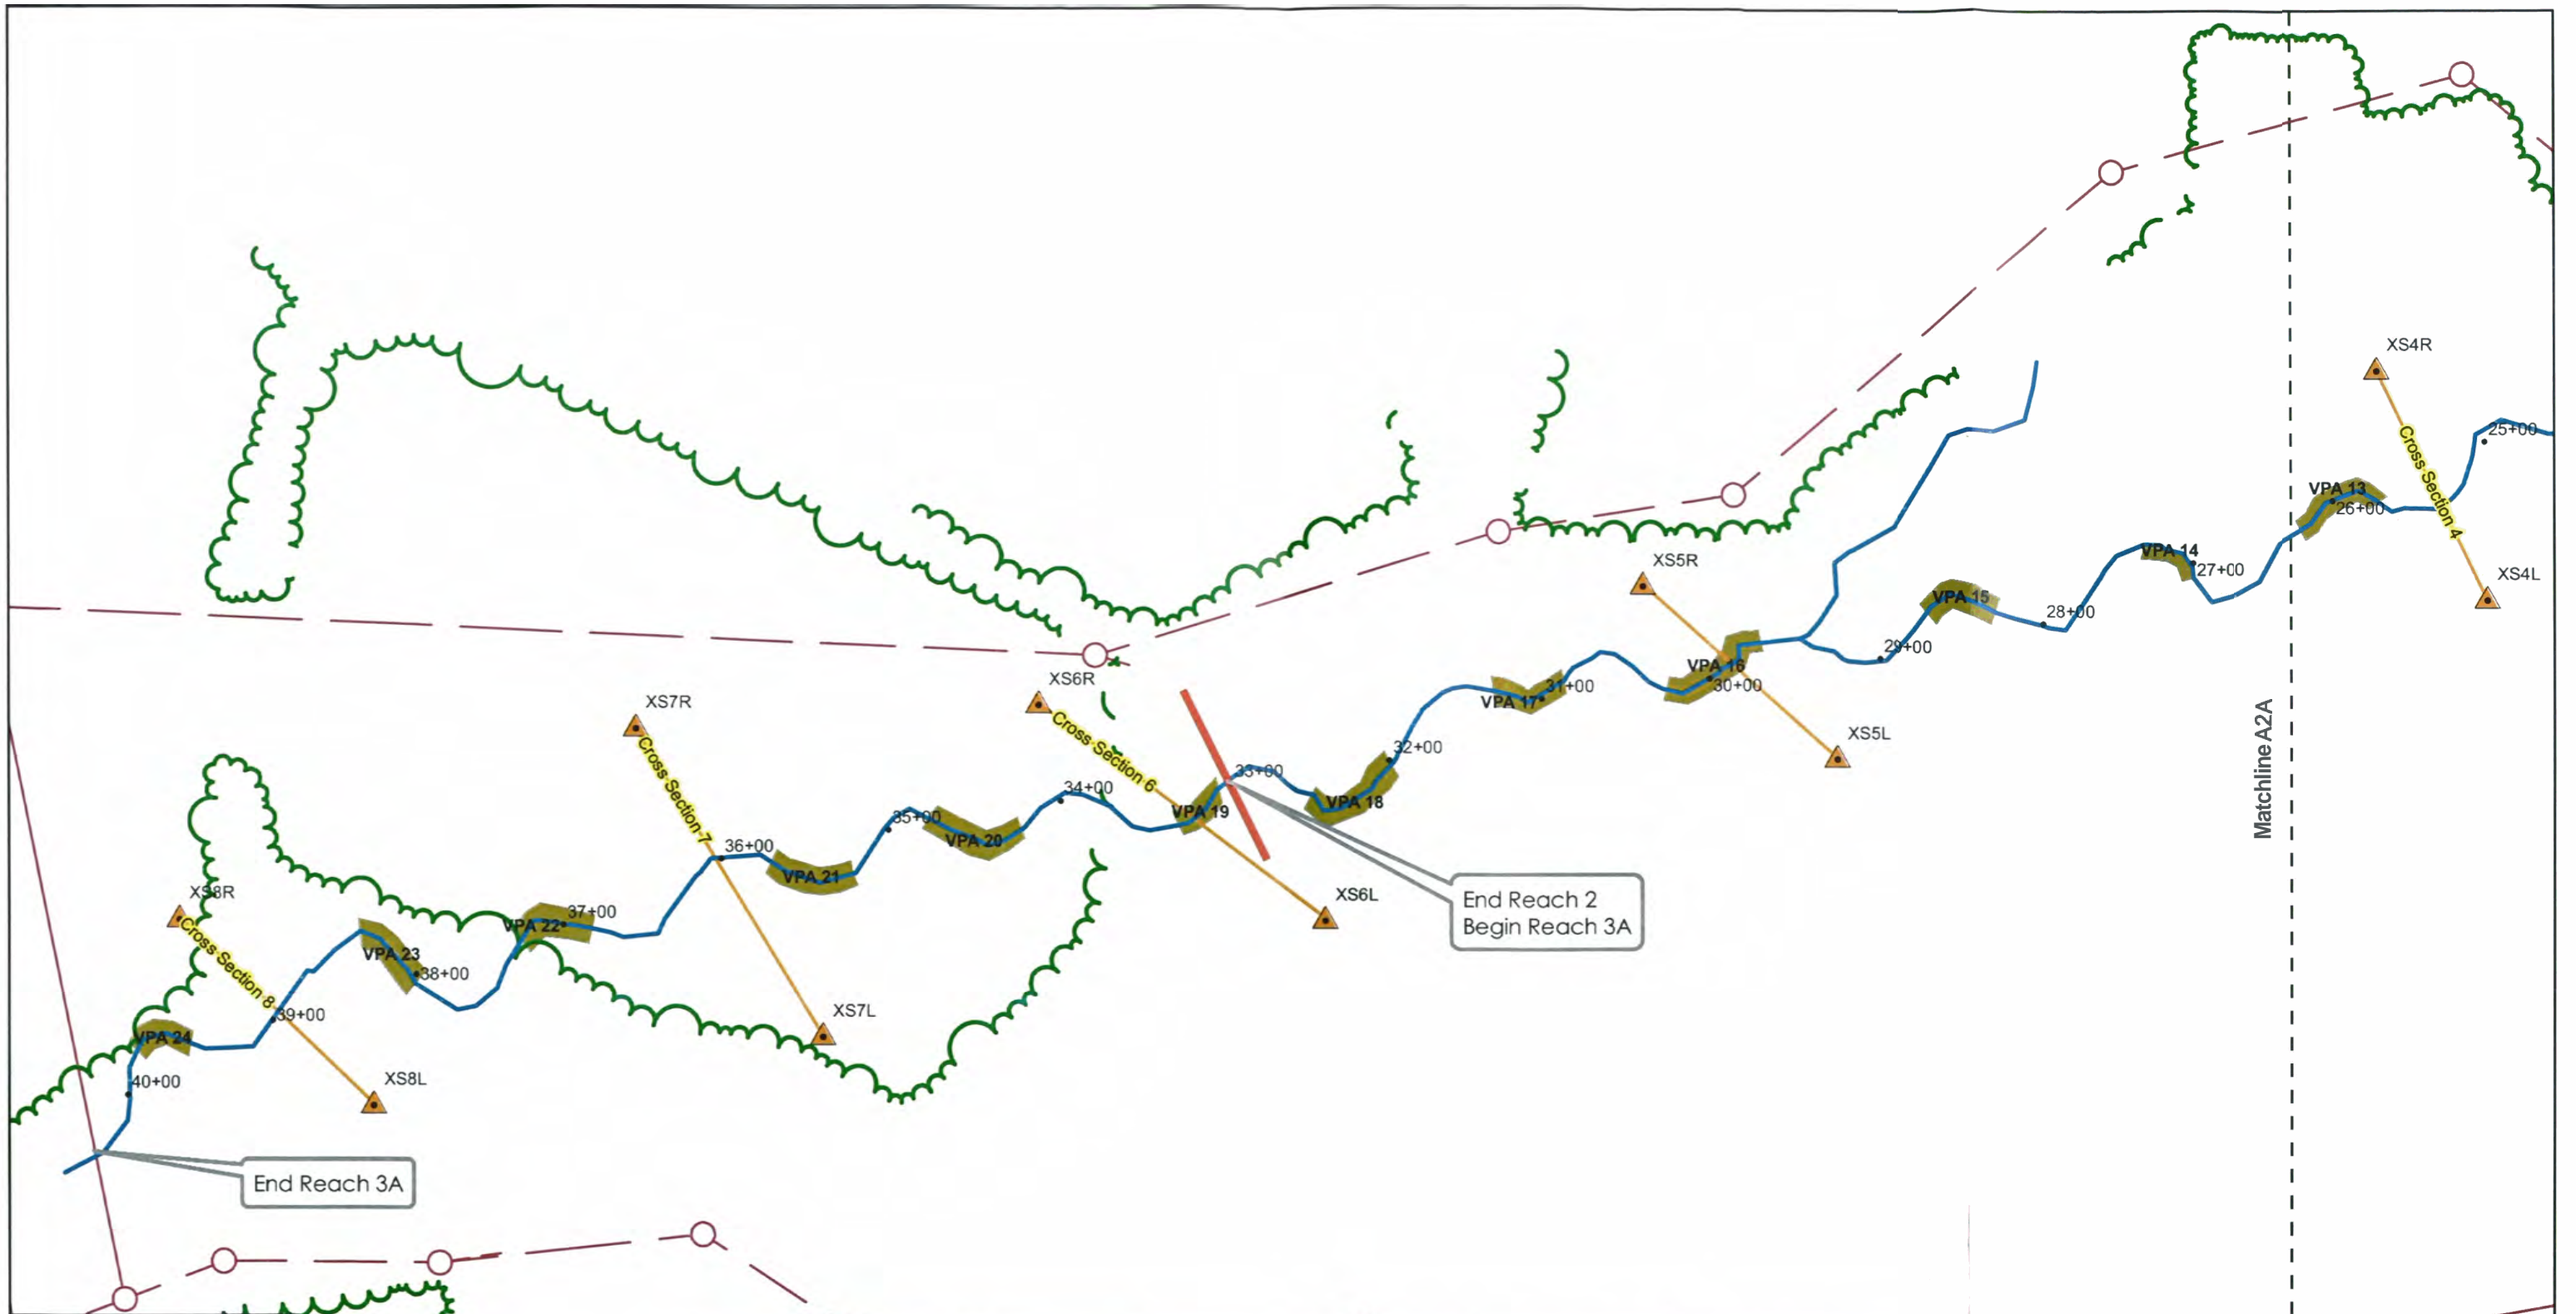 XS4R
25+00
Cross-Section 4
VPA 13
26+00
VPA 14
27+00
XS4L
XS5R
VPA 15
28+00
29+00
VPA 16
30+00
31+00
VPA 17
XS6R
XS7R
Cross-Section 6
32+00
XS5L
Matchline A2A
Cross-Section 7
33+00
34+00
VPA 18
VPA 19
35+00
VPA 20
36+00
VPA 21
XS8R
XS6L
End Reach 2
Begin Reach 3A
37+00
VPA 22
Cross Section 8
VPA 23
38+00
XS7L
39+00
VPA 24
XS8L
40+00
End Reach 3A